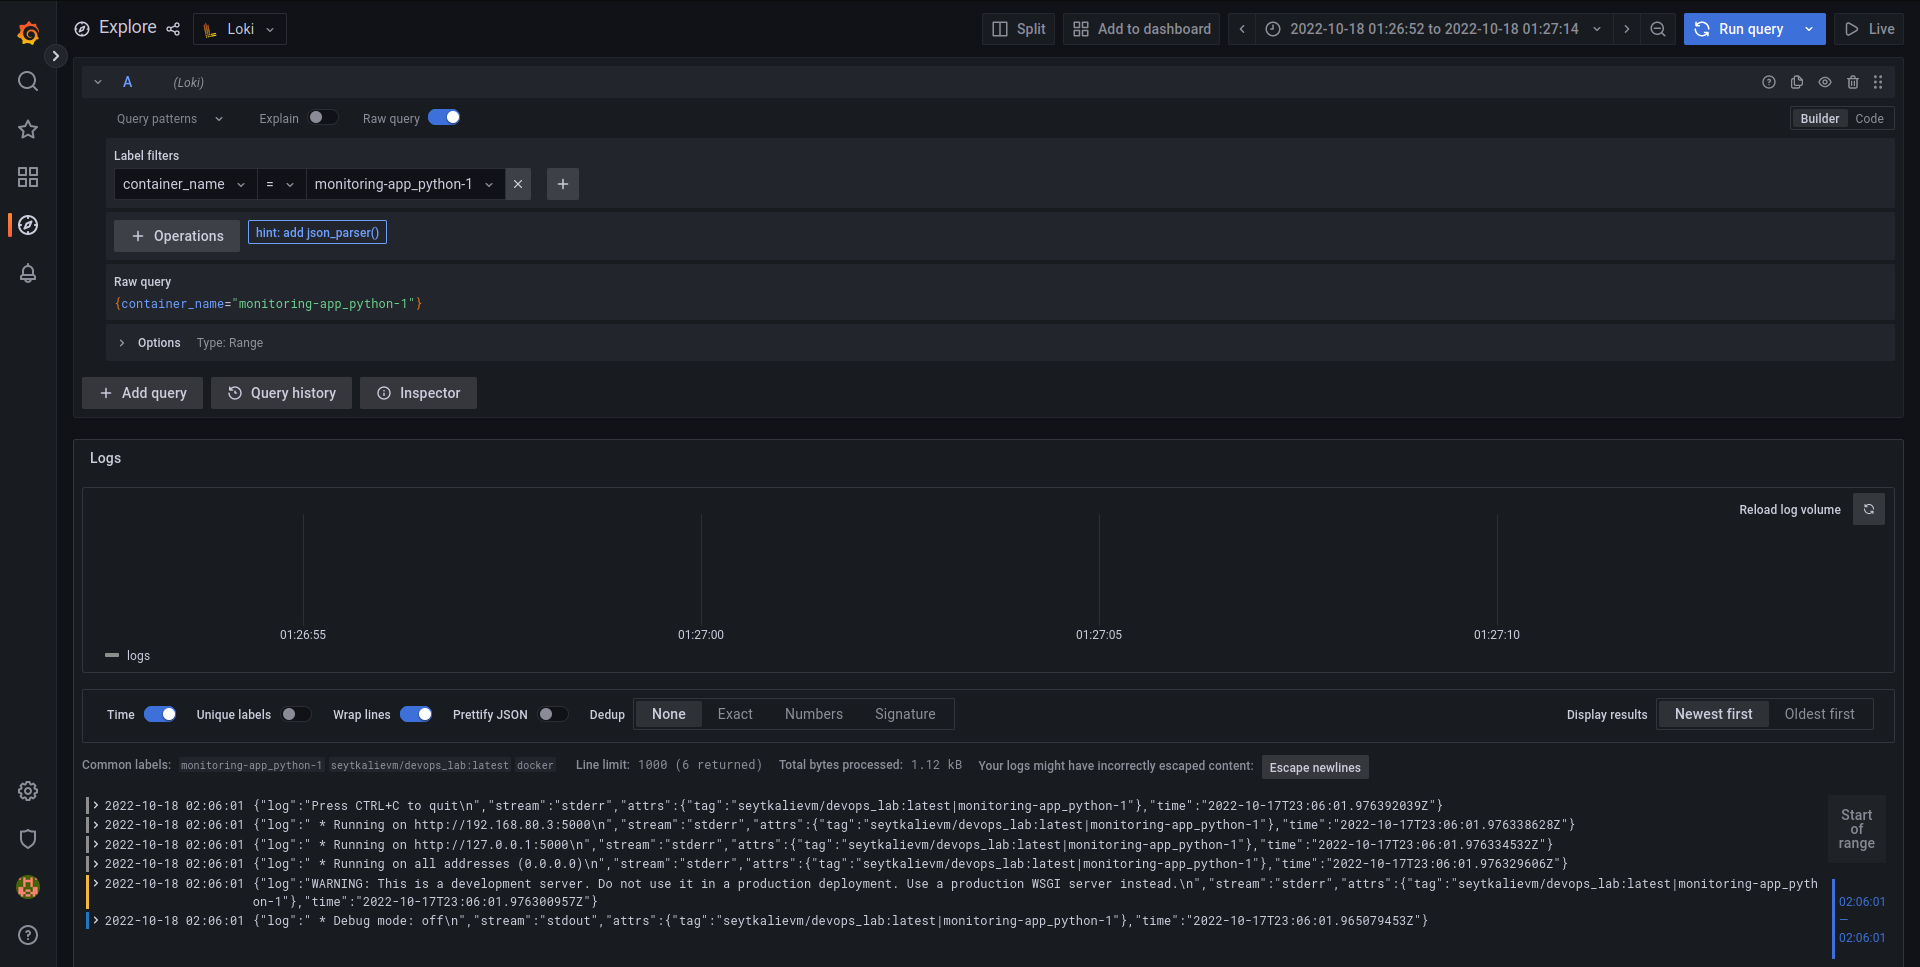 Explore Loki Split Add to dashboard 2022-10-18 01:26:52 to 2022-10-18 01:27:14 Run query Live
A (Loki)
Query patterns Explain Raw query Builder Code
Label filters
container_name = monitoring-app_python-1
Operations hint: add json_parser()
Raw query
{container_name="monitoring-app_python-1"}
Options Type: Range
Add query Query history Inspector
Logs
Reload log volume
01:26:55 01:27:00 01:27:05 01:27:10
logs
Time Unique labels Wrap lines Prettify JSON Dedup None Exact Numbers Signature Display results Newest first Oldest first
Common labels: monitoring-app_python-1 seytkalievm/devops_lab:latest docker Line limit: 1000 (6 returned) Total bytes processed: 1.12 kB Your logs might have incorrectly escaped content: Escape newlines
2022-10-18 02:06:01 {"log":"Press CTRL+C to quit\n","stream":"stderr","attrs":{"tag":"seytkalievm/devops_lab:latest|monitoring-app_python-1"},"time":"2022-10-17T23:06:01.976392039Z"}
2022-10-18 02:06:01 {"log":" * Running on http://192.168.80.3:5000\n","stream":"stderr","attrs":{"tag":"seytkalievm/devops_lab:latest|monitoring-app_python-1"},"time":"2022-10-17T23:06:01.976338628Z"}
2022-10-18 02:06:01 {"log":" * Running on http://127.0.0.1:5000\n","stream":"stderr","attrs":{"tag":"seytkalievm/devops_lab:latest|monitoring-app_python-1"},"time":"2022-10-17T23:06:01.976334532Z"}
2022-10-18 02:06:01 {"log":" * Running on all addresses (0.0.0.0)\n","stream":"stderr","attrs":{"tag":"seytkalievm/devops_lab:latest|monitoring-app_python-1"},"time":"2022-10-17T23:06:01.976329606Z"}
2022-10-18 02:06:01 {"log":"WARNING: This is a development server. Do not use it in a production deployment. Use a production WSGI server instead.\n","stream":"stderr","attrs":{"tag":"seytkalievm/devops_lab:latest|monitoring-app_pyth
on-1"},"time":"2022-10-17T23:06:01.976300957Z"}
2022-10-18 02:06:01 {"log":" * Debug mode: off\n","stream":"stdout","attrs":{"tag":"seytkalievm/devops_lab:latest|monitoring-app_python-1"},"time":"2022-10-17T23:06:01.965079453Z"}
Start
of
range
02:06:01
—
02:06:01